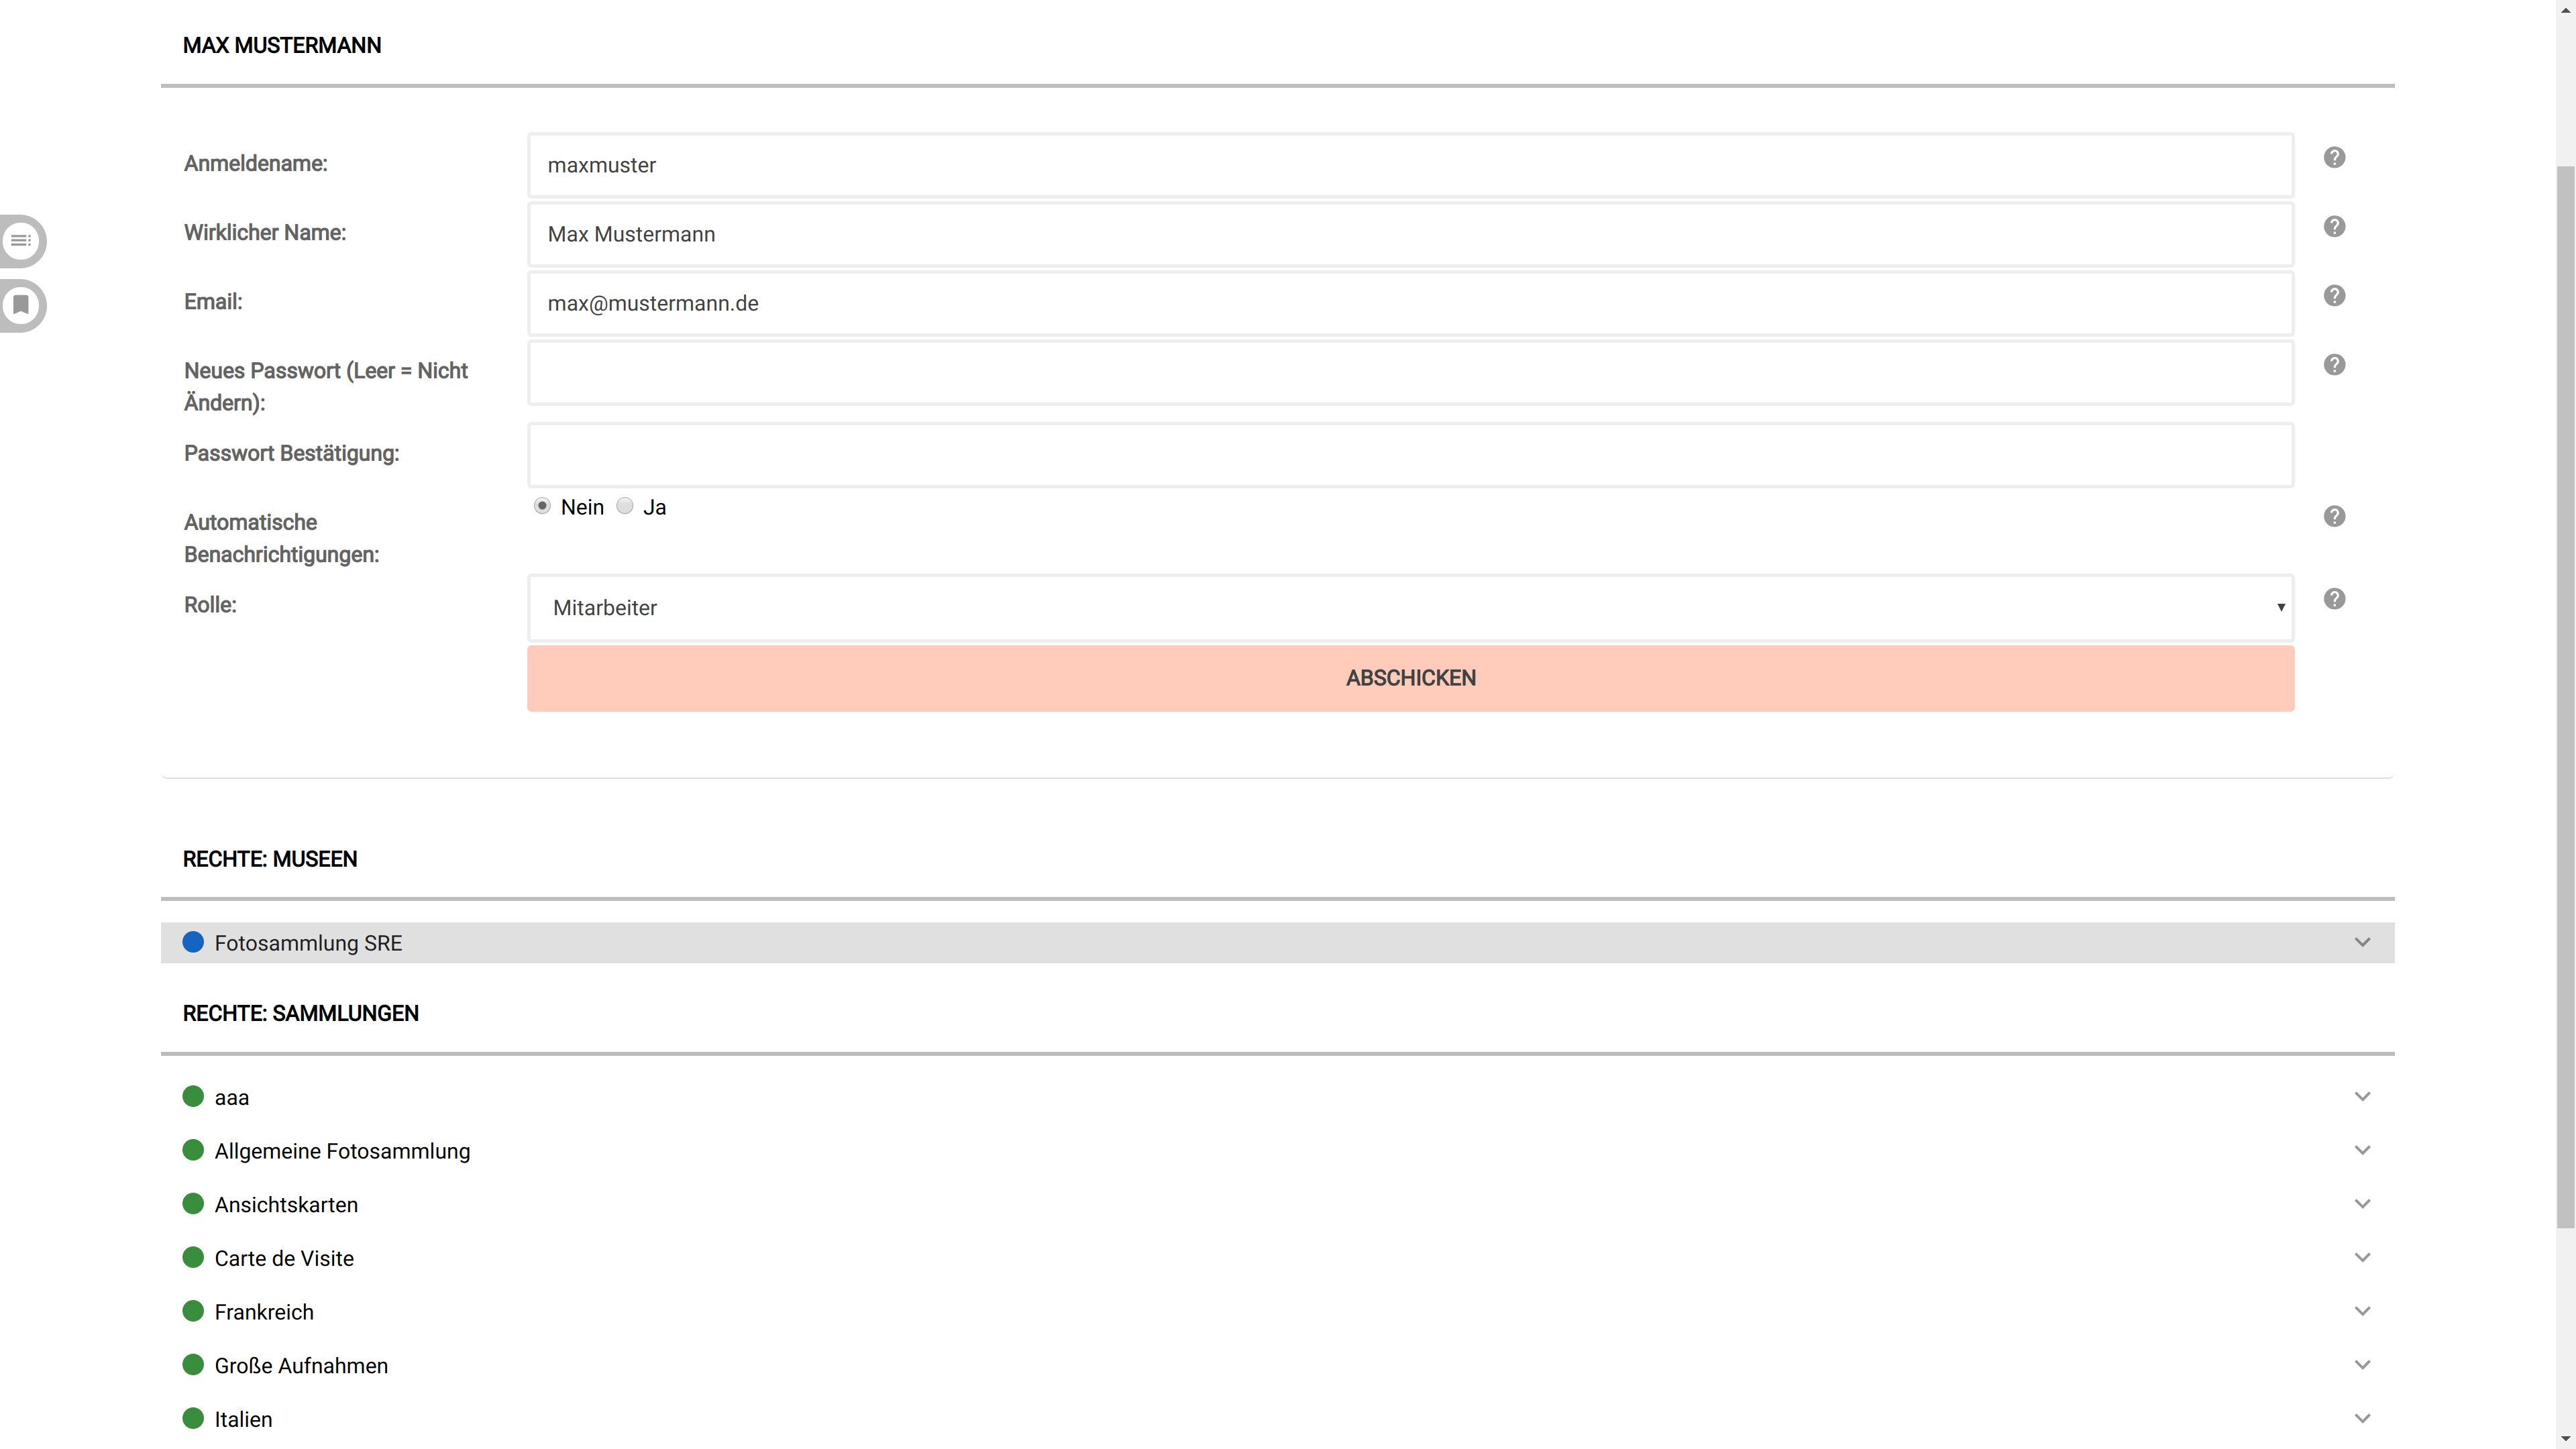 MAX MUSTERMANN
Anmeldename:
maxmuster
Wirklicher Name:
Max Mustermann
Email:
max@mustermann.de
Neues Passwort (Leer = Nicht
Ändern):
Passwort Bestätigung:
Automatische
Benachrichtigungen:
Nein Ja
Rolle:
Mitarbeiter
ABSCHICKEN
RECHTE: MUSEEN
Fotosammlung SRE
RECHTE: SAMMLUNGEN
aaa
Allgemeine Fotosammlung
Ansichtskarten
Carte de Visite
Frankreich
Große Aufnahmen
Italien